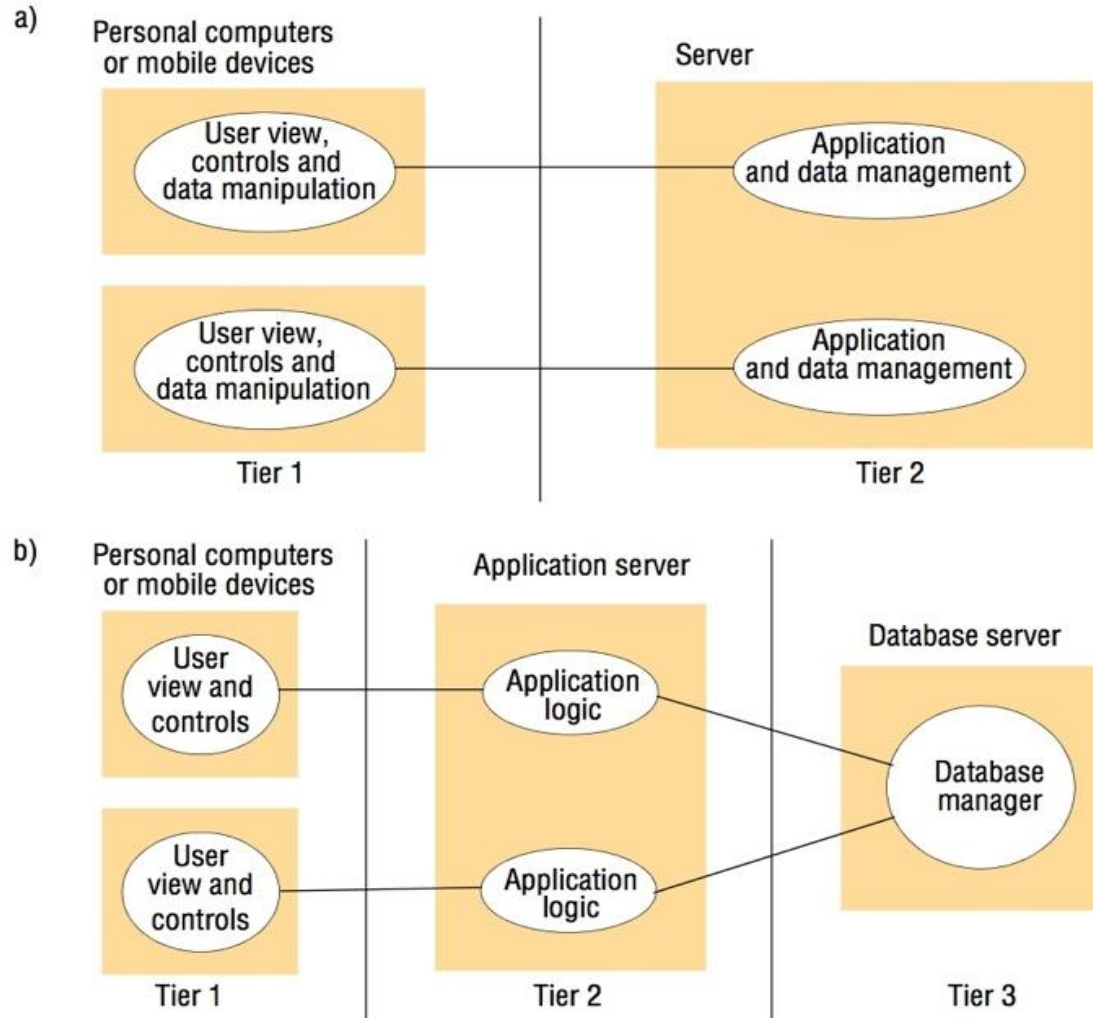 a)
Personal computers
or mobile devices
Server
User view,
controls and
data manipulation
Application
and data management
User view,
controls and
data manipulation
Application
and data management
Tier 1
Tier 2
b)
Personal computers
or mobile devices
Application server
Database server
User
view and
controls
Application
logic
Database
manager
User
view and
controls
Application
logic
Tier 1
Tier 2
Tier 3